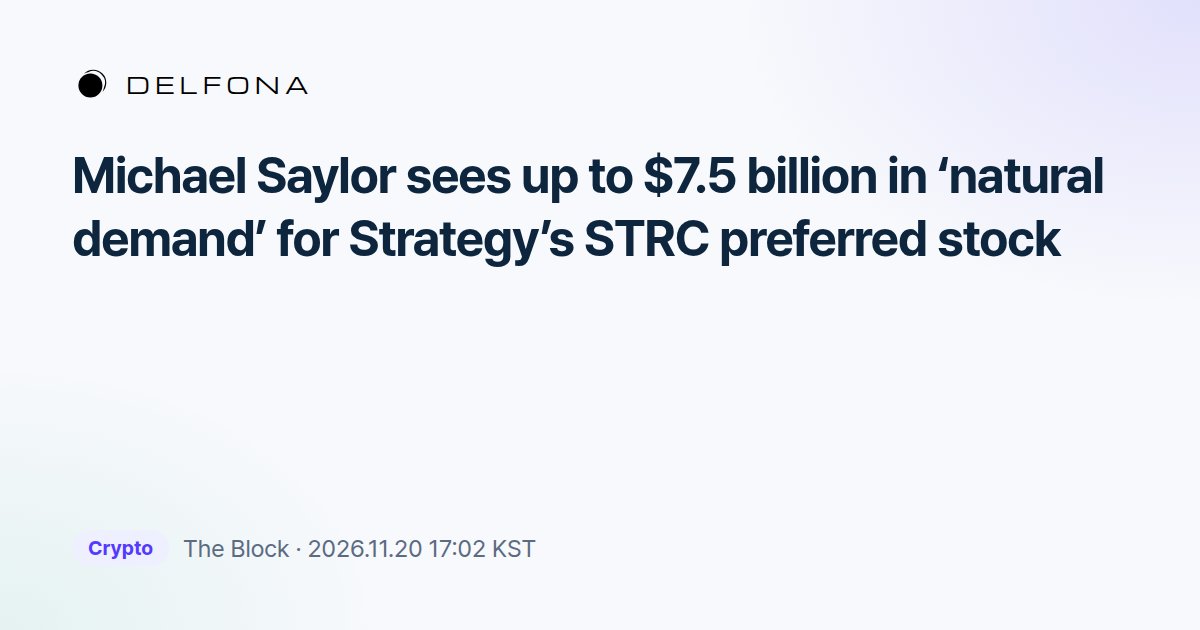 DELFONA
Michael Saylor sees up to $7.5 billion in ‘natural
demand’ for Strategy’s STRC preferred stock
Crypto The Block · 2026.11.20 17:02 KST